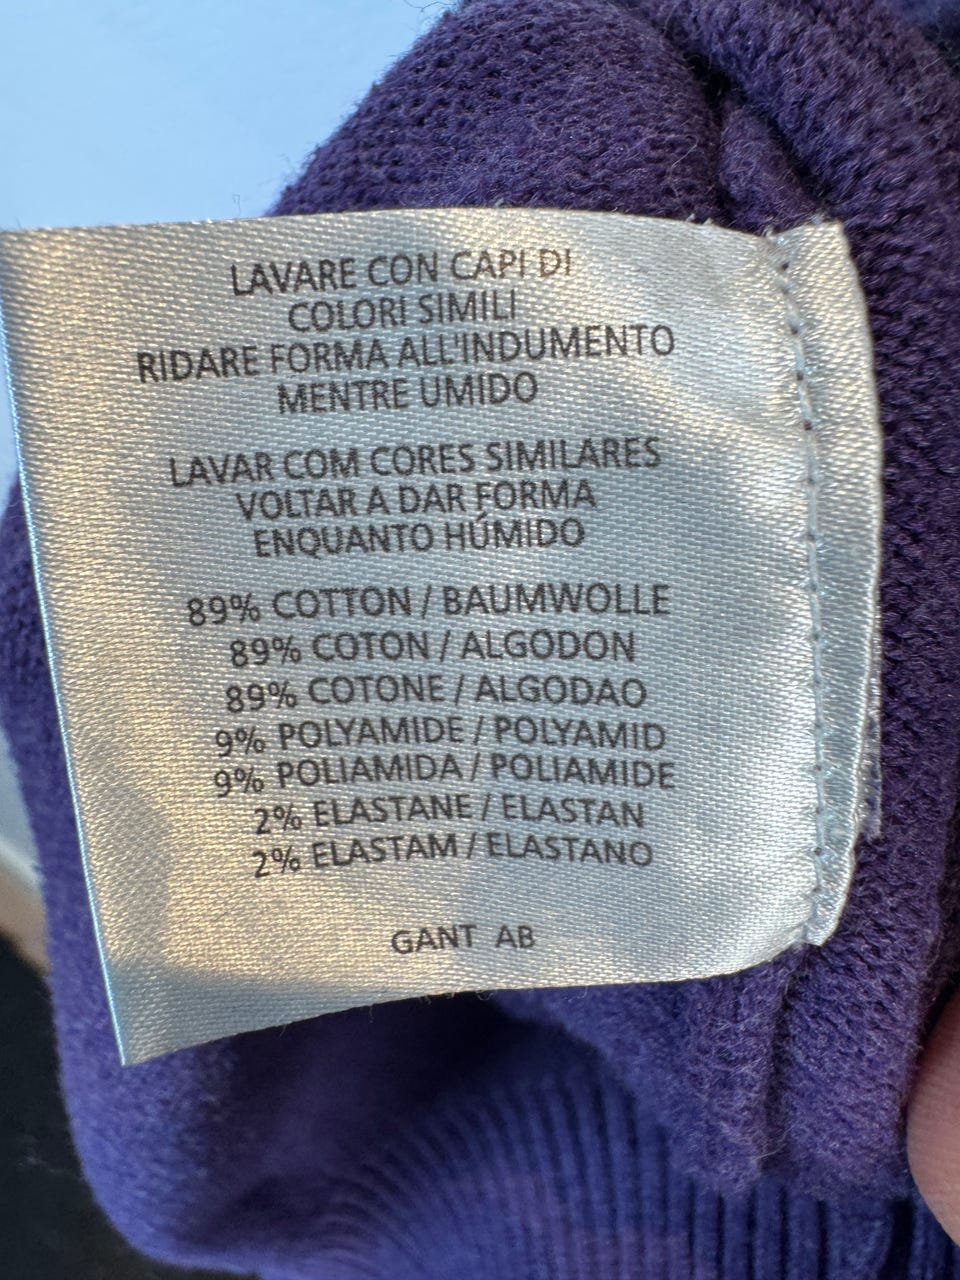 LAVARE CON CAPI DI
COLORI SIMILI
RIDARE FORMA ALL'INDUMENTO
MENTRE UMIDO
LAVAR COM CORES SIMILARES
VOLTAR A DAR FORMA
ENQUANTO HÚMIDO
89% COTTON / BAUMWOLLE
89% COTON / ALGODON
89% COTONE / ALGODAO
9% POLYAMIDE / POLYAMID
9% POLIAMIDA / POLIAMIDE
2% ELASTANE / ELASTAN
2% ELASTAM / ELASTANO
GANT AB